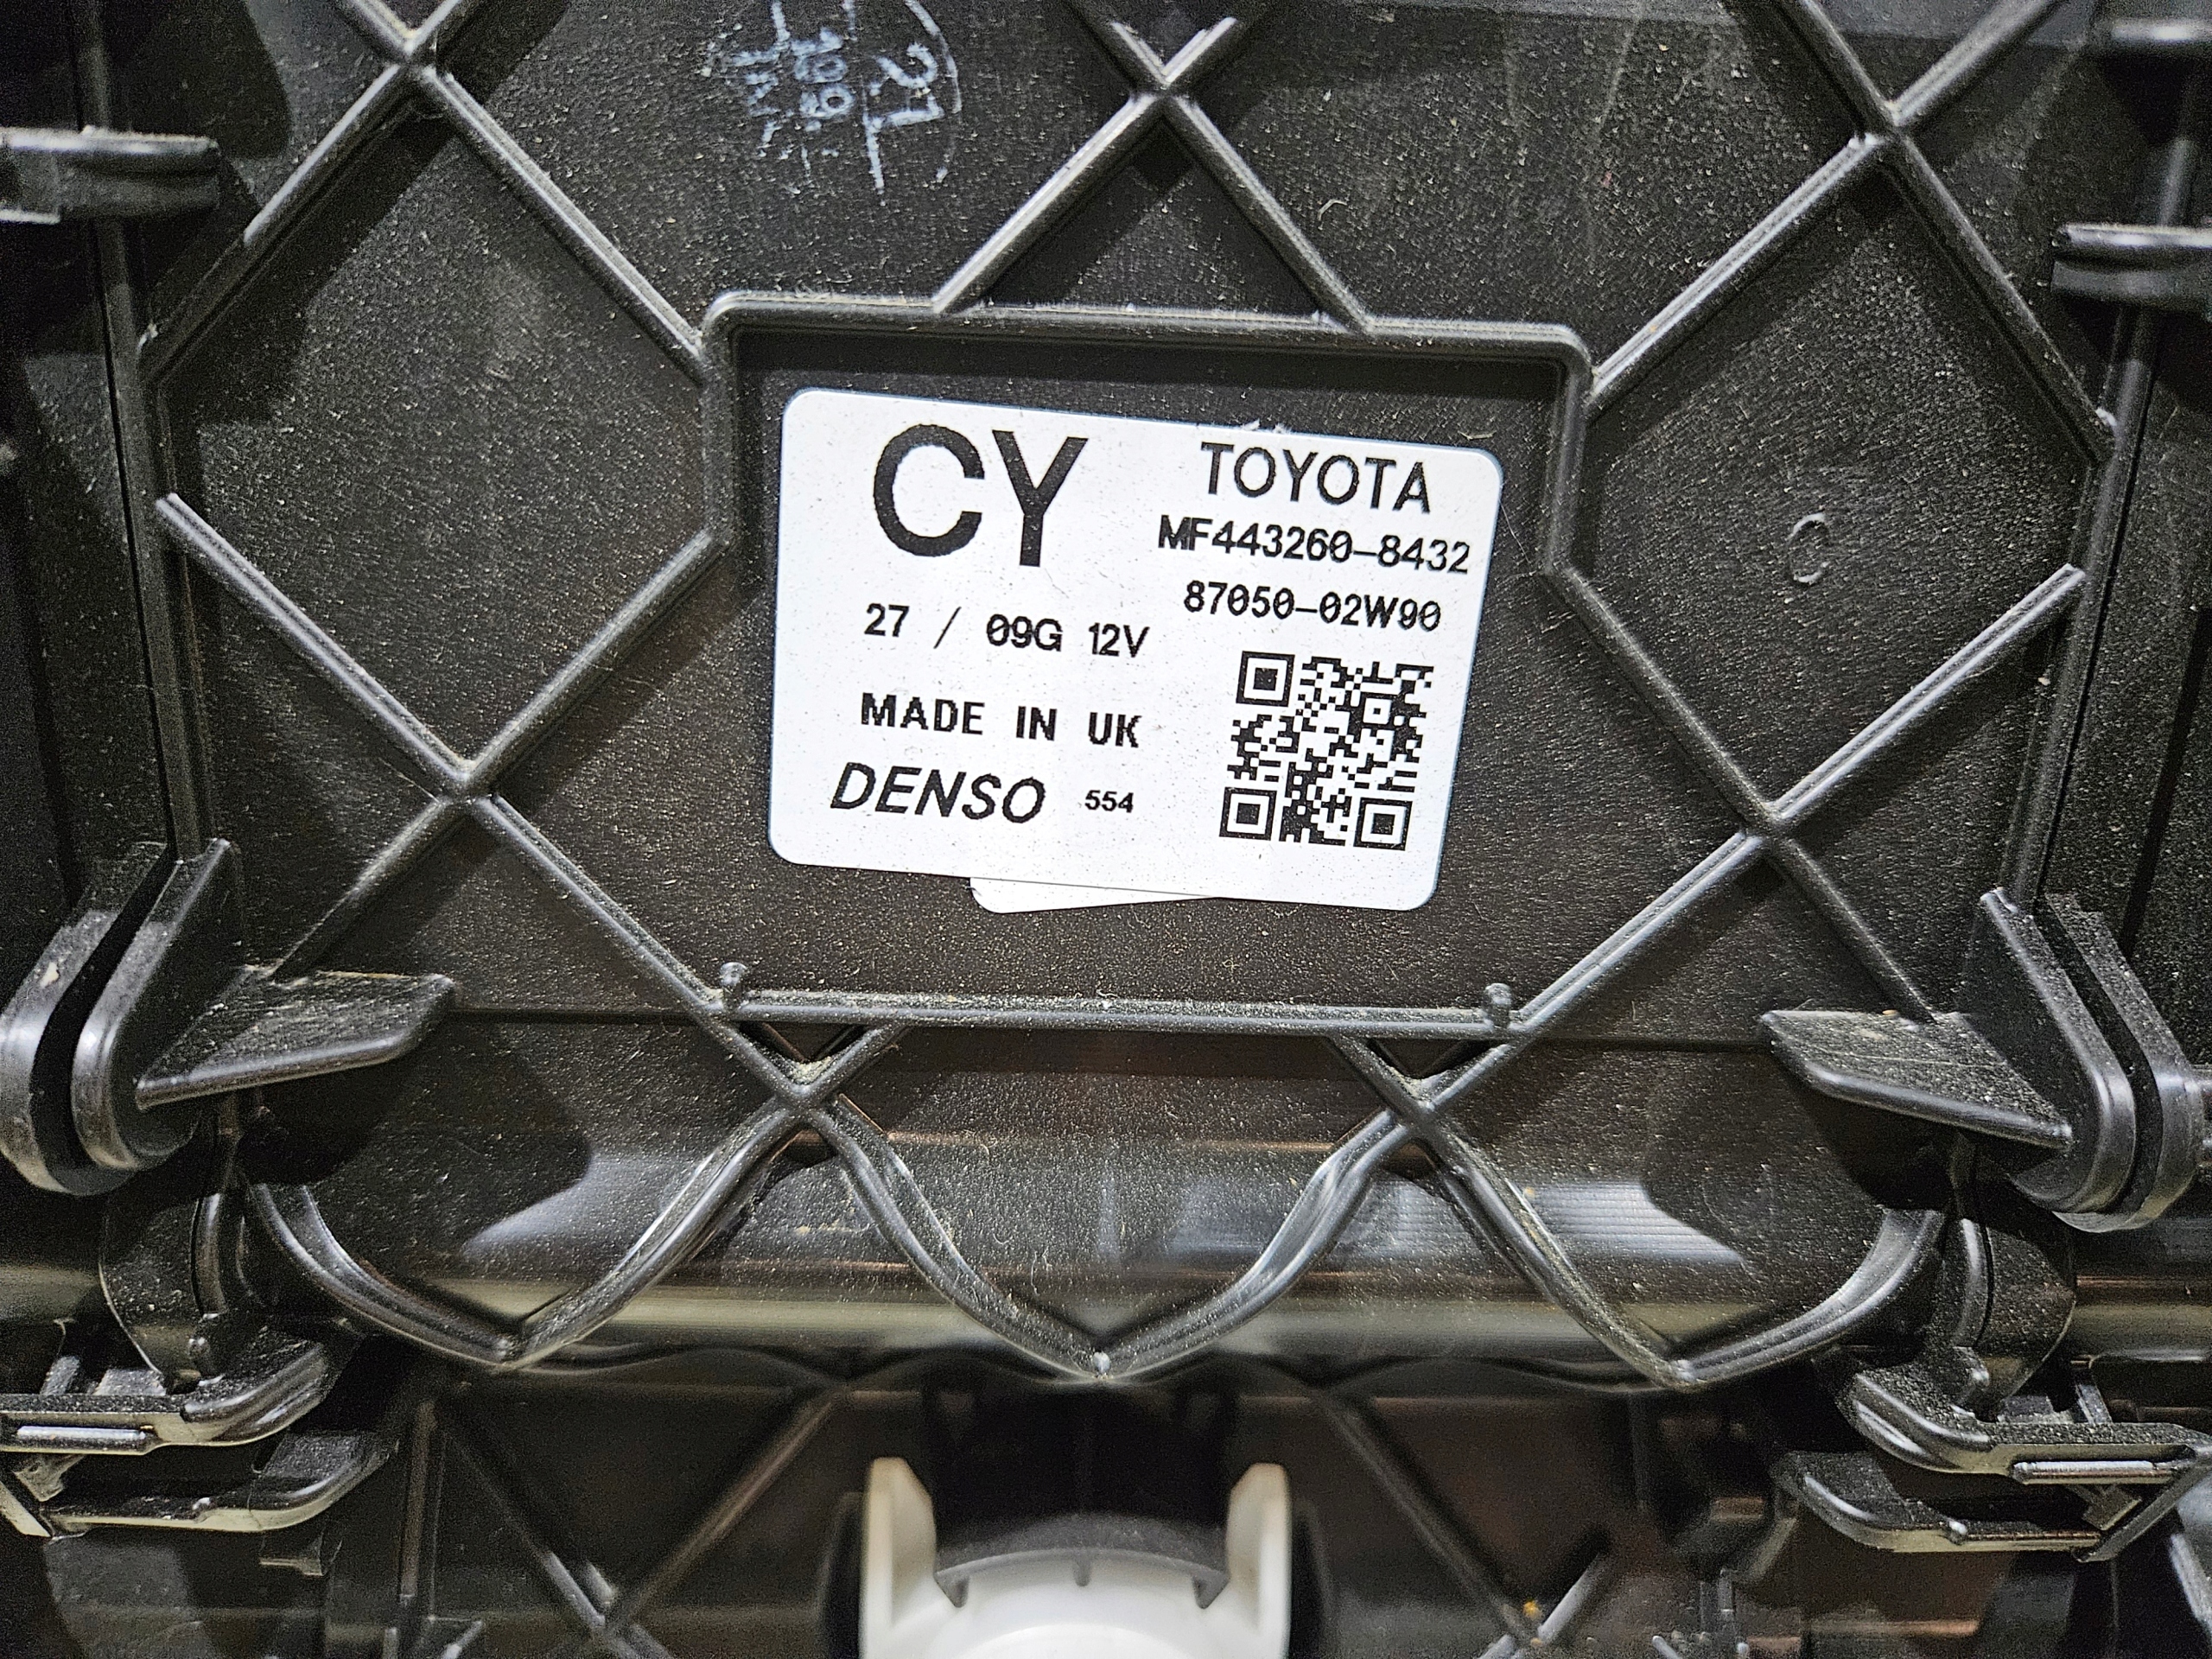 CY
TOYOTA
MF443260-8432
87050-02W90
27 / 09G 12V
MADE IN UK
DENSO 554
C